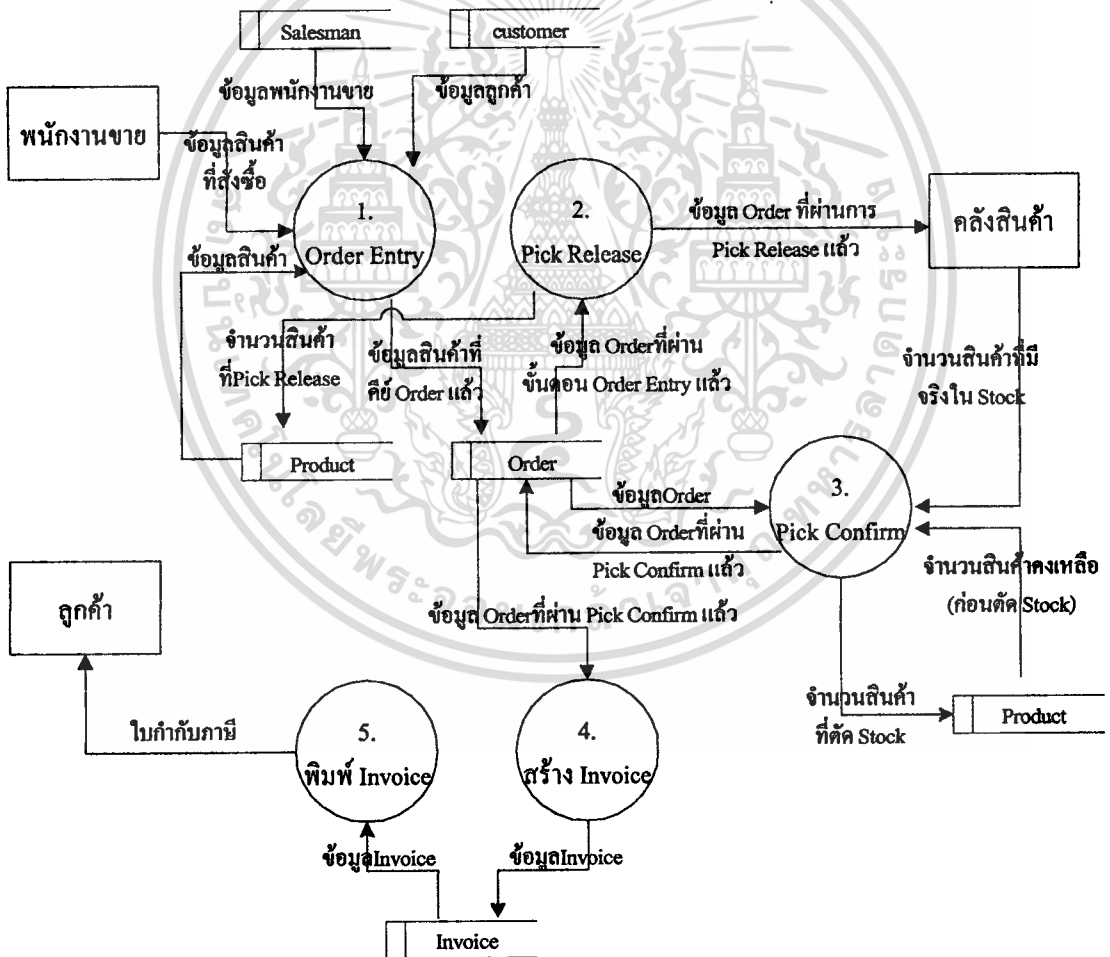 Salesman
customer
ข้อมูลพนักงานขาย
ข้อมูลลูกค้า
พนักงานขาย
ข้อมูลสินค้า
ที่สั่งซื้อ
1.
Order Entry
2.
Pick Release
ข้อมูล Order ที่ผ่านการ
Pick Release แล้ว
คลังสินค้า
ข้อมูลสินค้า
จำนวนสินค้า
ที่Pick Release
ข้อมูลสินค้าที่
คีย์ Order แล้ว
ข้อมูล Orderที่ผ่าน
ขั้นตอน Order Entry แล้ว
จำนวนสินค้าที่มี
จริงใน Stock
Product
Order
ข้อมูลOrder
ข้อมูล Orderที่ผ่าน
Pick Confirm แล้ว
3.
Pick Confirm
จำนวนสินค้าคงเหลือ
(ก่อนตัด Stock)
ลูกค้า
ข้อมูล Orderที่ผ่าน Pick Confirm แล้ว
จำนวนสินค้า
ที่ตัด Stock
Product
ใบกำกับภาษี
5.
พิมพ์ Invoice
4.
สร้าง Invoice
ข้อมูลInvoice
ข้อมูลInvoice
Invoice